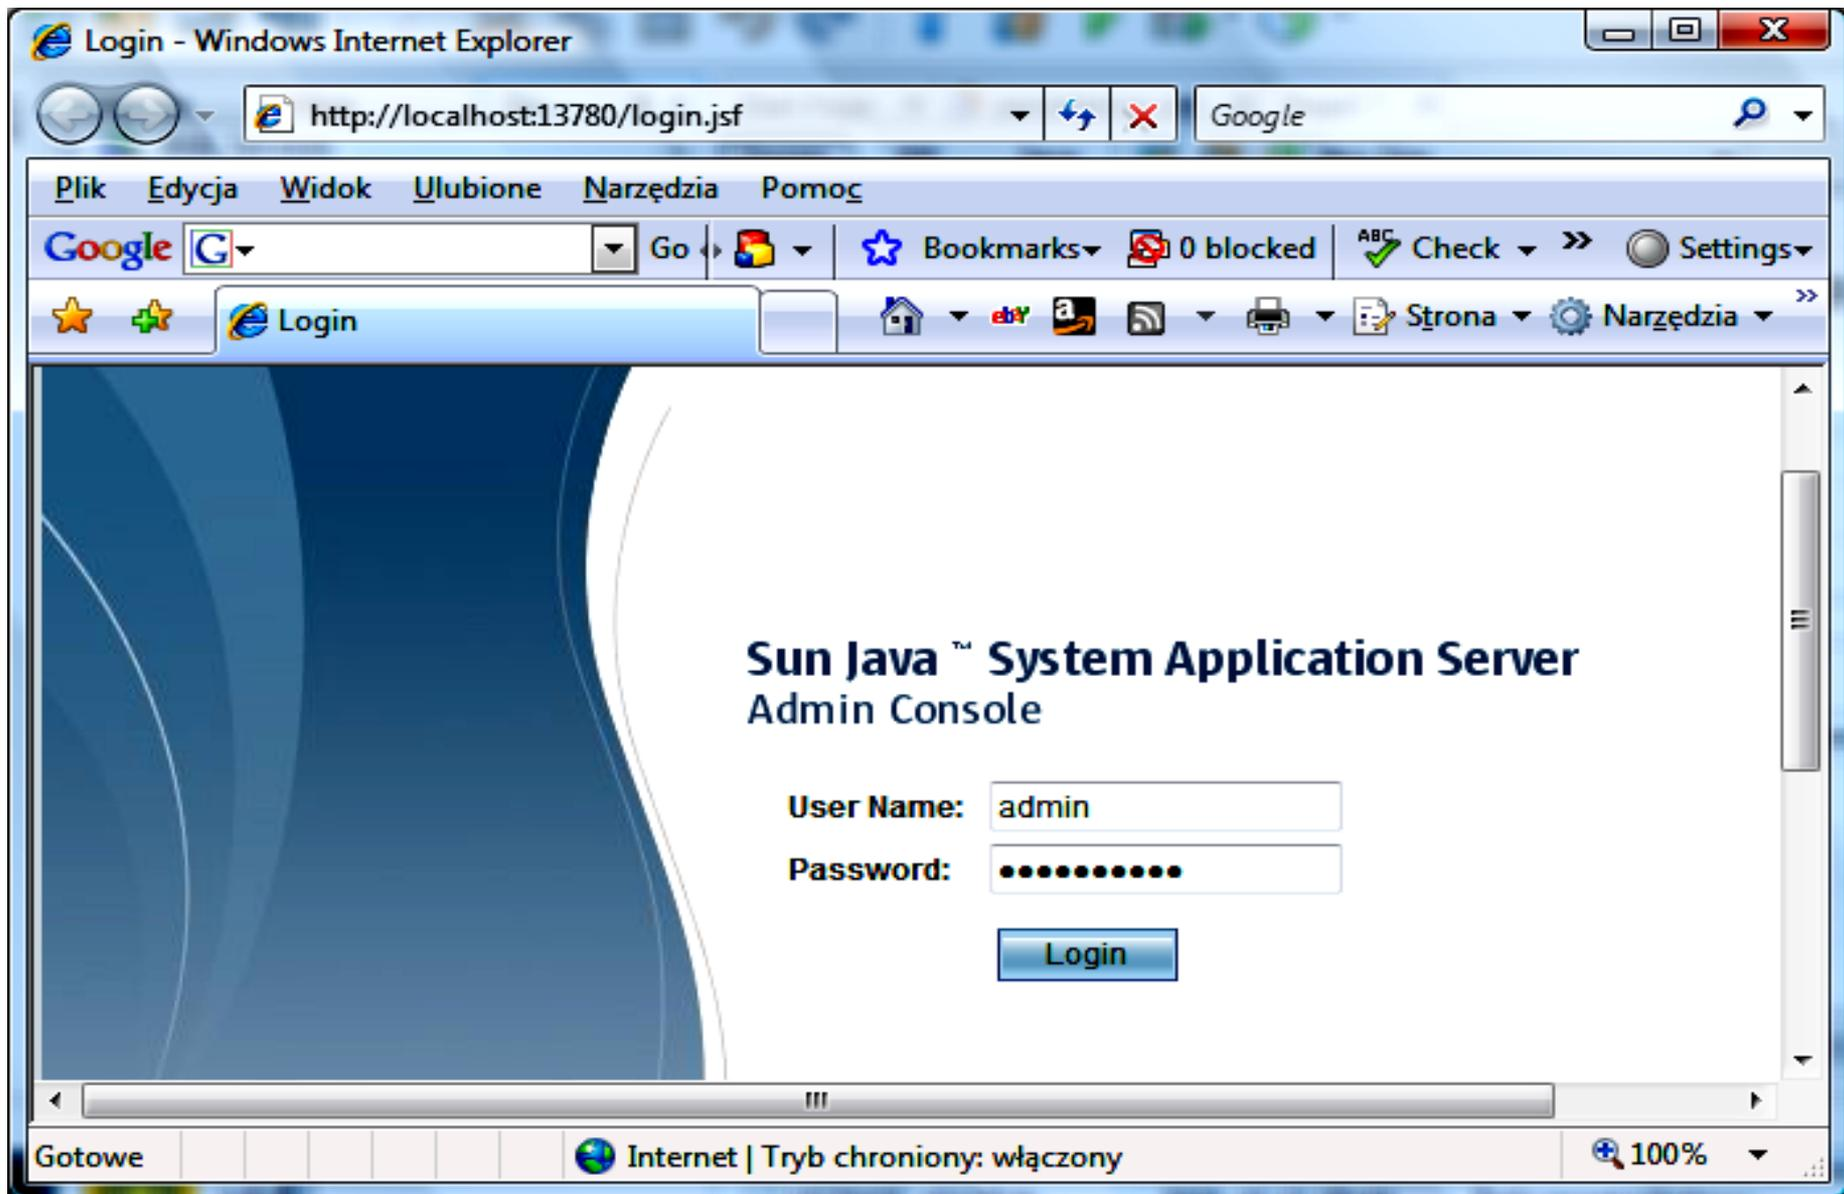 Login - Windows Internet Explorer
http://localhost:13780/login.jsf
Google
Plik Edycja Widok Ulubione Narzędzia Pomoc
Google G Go Bookmarks 0 blocked ABC Check » Settings
Login ebY a Strona Narzędzia »
Sun Java ™ System Application Server
Admin Console
User Name: admin
Password: ••••••••••
Login
Gotowe Internet | Tryb chroniony: włączony 100%